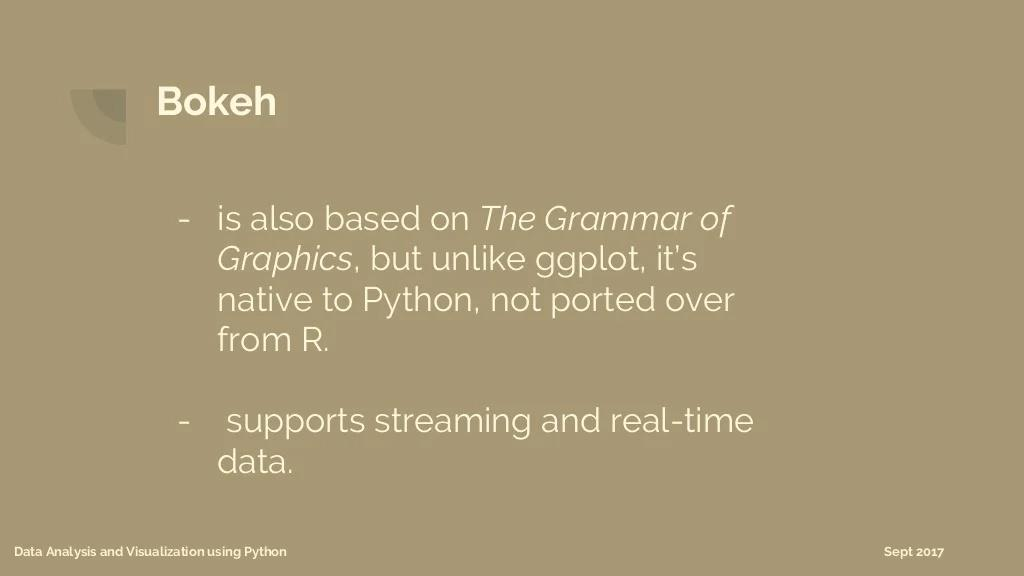 Bokeh
- is also based on The Grammar of
Graphics, but unlike ggplot, it's
native to Python, not ported over
from R.
- supports streaming and real-time
data.
Data Analysis and Visualization using Python
Sept 2017